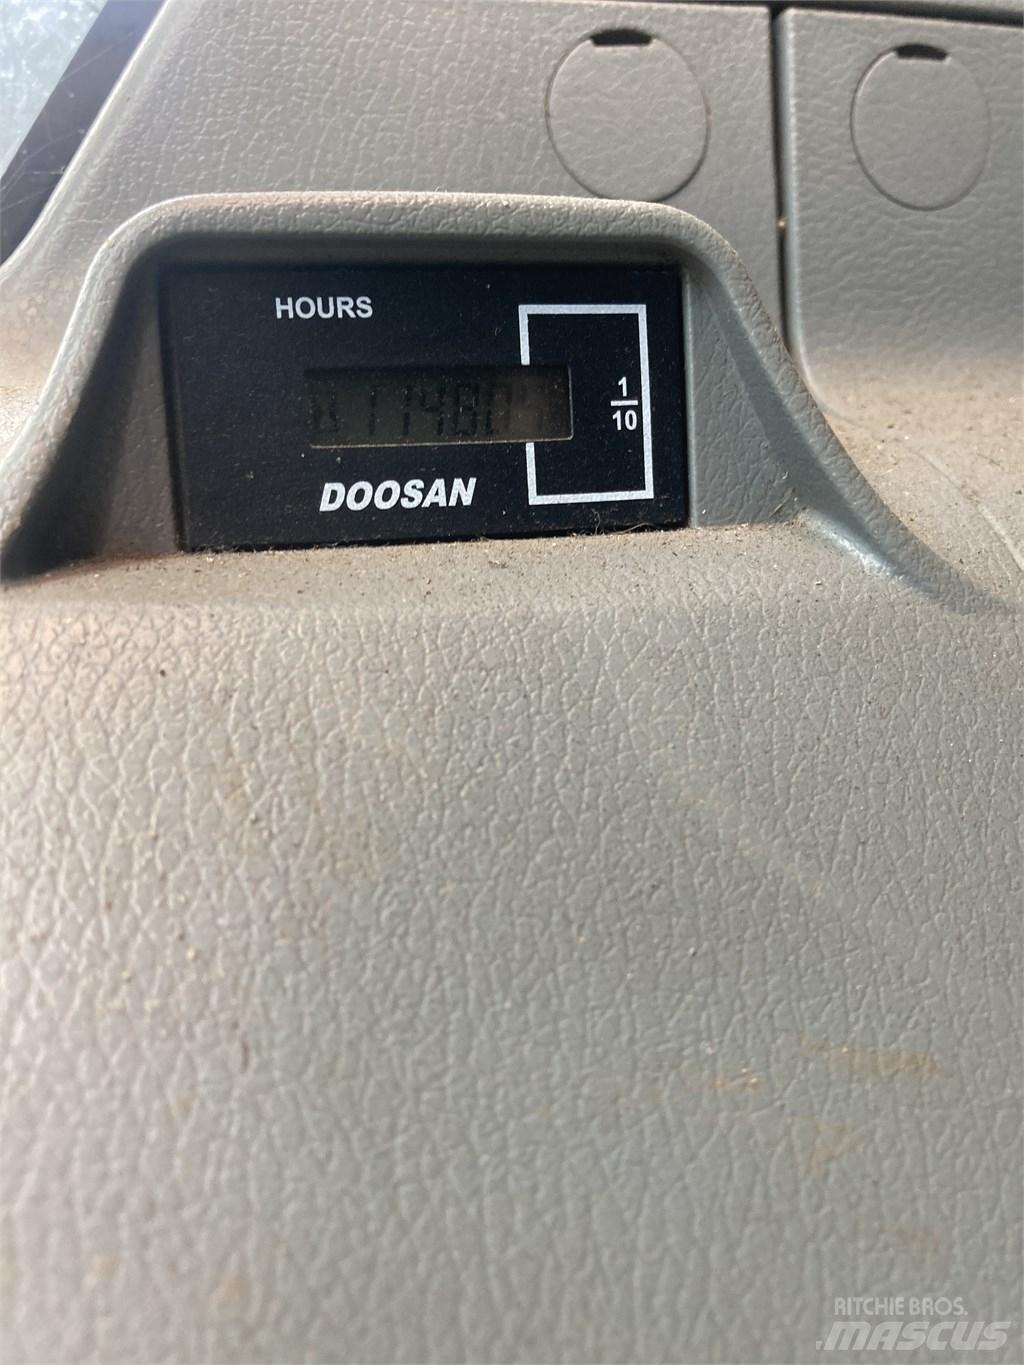 HOURS
1
10
DOOSAN
RITCHIE BROS.
MASCUS